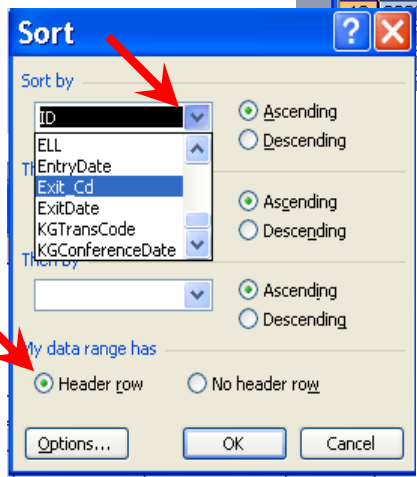 Sort
Sort by
ID
Ascending
Descending
ELL
EntryDate
Exit_Cd
ExitDate
KGTransCode
KGConferenceDate
Ascending
Descending
Then by
Ascending
Descending
My data range has
Header row
No header row
Options...
OK
Cancel